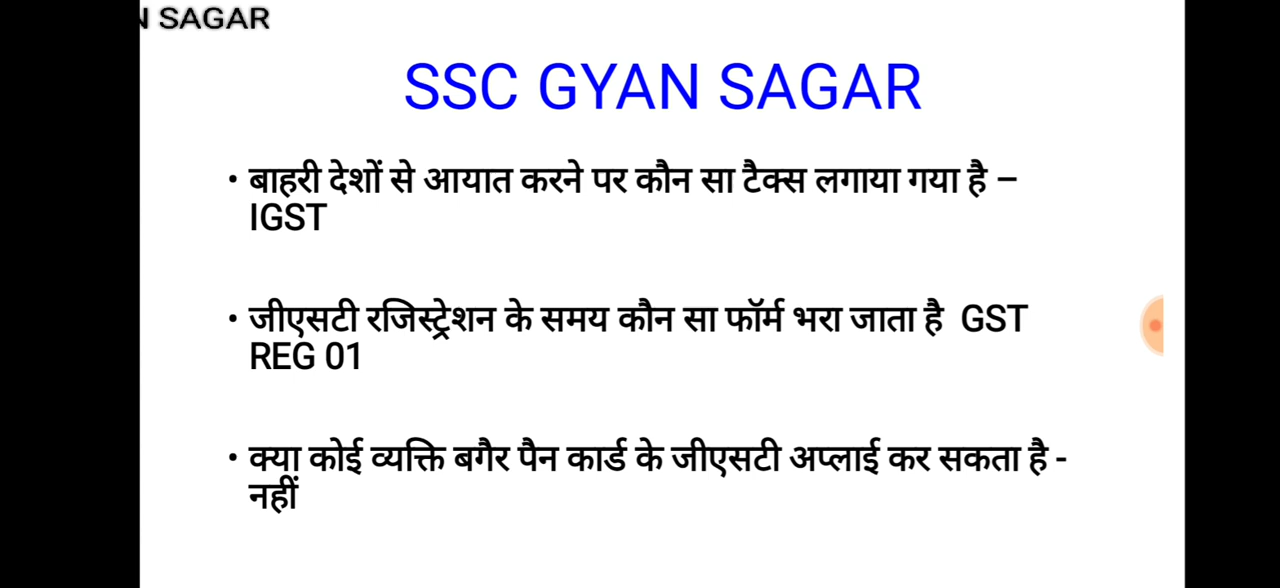 N SAGAR
SSC GYAN SAGAR
• बाहरी देशों से आयात करने पर कौन सा टैक्स लगाया गया है –
IGST
• जीएसटी रजिस्ट्रेशन के समय कौन सा फॉर्म भरा जाता है GST
REG 01
• क्या कोई व्यक्ति बगैर पैन कार्ड के जीएसटी अप्लाई कर सकता है -
नहीं